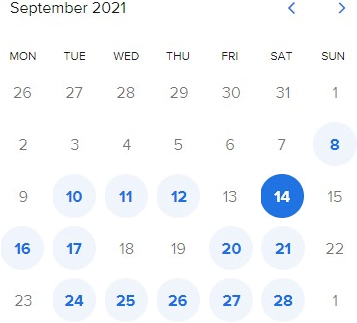 September 2021
MON TUE WED THU FRI SAT SUN
26 27 28 29 30 31 1
2 3 4 5 6 7 8
9 10 11 12 13 14 15
16 17 18 19 20 21 22
23 24 25 26 27 28 1